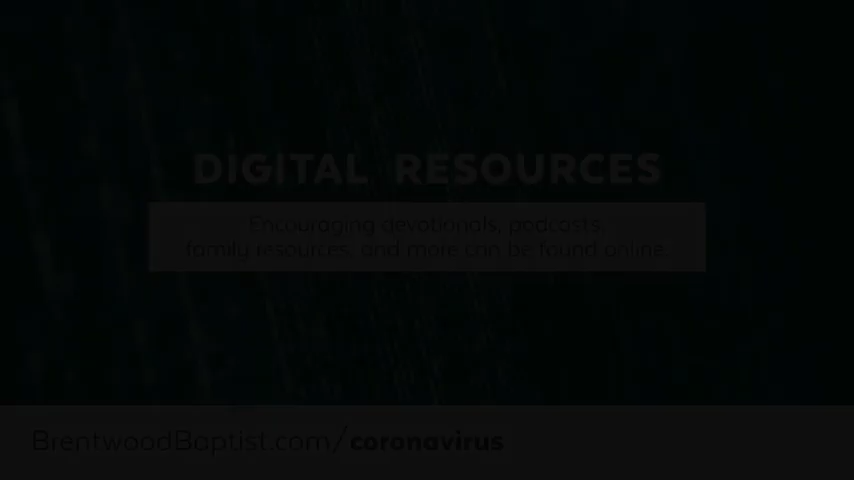 DIGITAL RESOURCES
Encouraging devotionals, podcasts,
family resources, and more can be found online.
BrentwoodBaptist.com/coronavirus